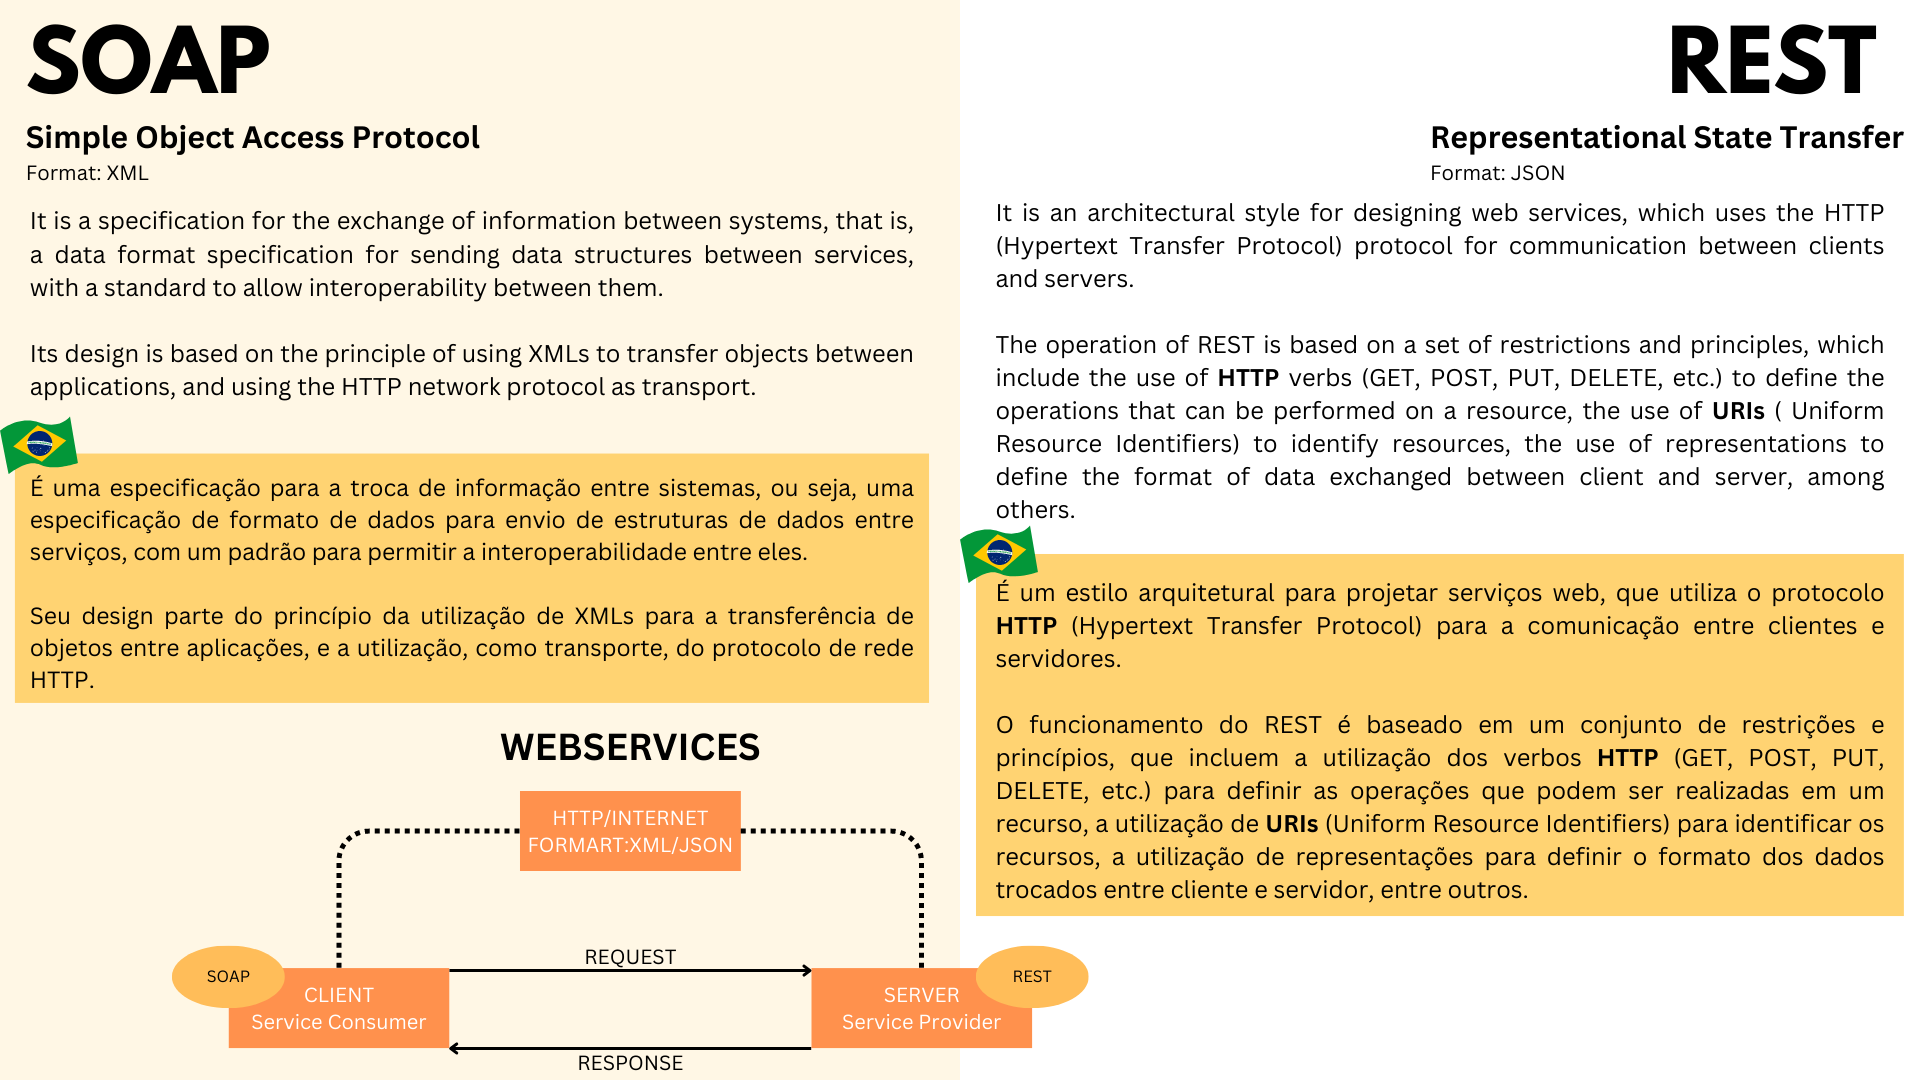 SOAP
Simple Object Access Protocol
Format: XML
It is a specification for the exchange of information between systems, that is,
a data format specification for sending data structures between services,
with a standard to allow interoperability between them.
Its design is based on the principle of using XMLs to transfer objects between
applications, and using the HTTP network protocol as transport.
É uma especificação para a troca de informação entre sistemas, ou seja, uma
especificação de formato de dados para envio de estruturas de dados entre
serviços, com um padrão para permitir a interoperabilidade entre eles.
Seu design parte do princípio da utilização de XMLs para a transferência de
objetos entre aplicações, e a utilização, como transporte, do protocolo de rede
HTTP.
REST
Representational State Transfer
Format: JSON
It is an architectural style for designing web services, which uses the HTTP
(Hypertext Transfer Protocol) protocol for communication between clients
and servers.
The operation of REST is based on a set of restrictions and principles, which
include the use of HTTP verbs (GET, POST, PUT, DELETE, etc.) to define the
operations that can be performed on a resource, the use of URIs ( Uniform
Resource Identifiers) to identify resources, the use of representations to
define the format of data exchanged between client and server, among
others.
É um estilo arquitetural para projetar serviços web, que utiliza o protocolo
HTTP (Hypertext Transfer Protocol) para a comunicação entre clientes e
servidores.
O funcionamento do REST é baseado em um conjunto de restrições e
princípios, que incluem a utilização dos verbos HTTP (GET, POST, PUT,
DELETE, etc.) para definir as operações que podem ser realizadas em um
recurso, a utilização de URIs (Uniform Resource Identifiers) para identificar os
recursos, a utilização de representações para definir o formato dos dados
trocados entre cliente e servidor, entre outros.
WEBSERVICES
HTTP/INTERNET
FORMART:XML/JSON
REQUEST
SOAP
CLIENT
Service Consumer
SERVER
Service Provider
REST
RESPONSE